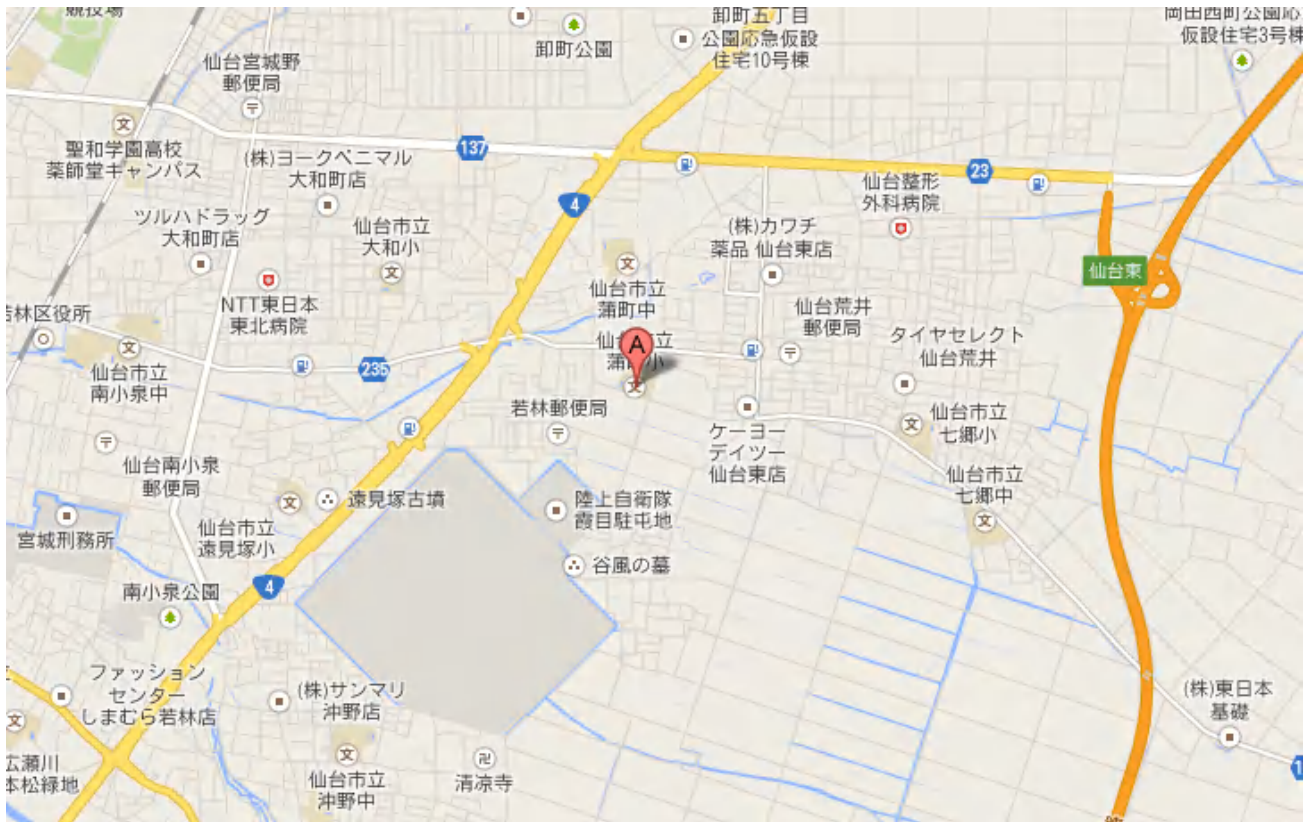 競技場
卸町公園
卸町五丁目
公園応急仮設
住宅10号棟
岡田西町公園応
仮設住宅3号棟
仙台宮城野
郵便局
聖和学園高校
薬師堂キャンパス
(株)ヨークベニマル
大和町店
137
23
仙台整形
外科病院
ツルハドラッグ
大和町店
仙台市立
大和小
4
(株)カワチ
薬品 仙台東店
仙台東
NTT東日本
東北病院
仙台市立
蒲町中
仙台荒井
郵便局
若林区役所
仙台市立
南小泉中
235
A
タイヤセレクト
仙台荒井
若林郵便局
ケーヨー
デイツー
仙台東店
仙台市立
七郷小
仙台南小泉
郵便局
仙台市立
七郷中
遠見塚古墳
陸上自衛隊
霞目駐屯地
宮城刑務所
仙台市立
遠見塚小
谷風の墓
4
南小泉公園
ファッション
センター
しまむら若林店
(株)サンマリ
沖野店
(株)東日本
基礎
広瀬川
本松緑地
仙台市立
沖野中
清凉寺